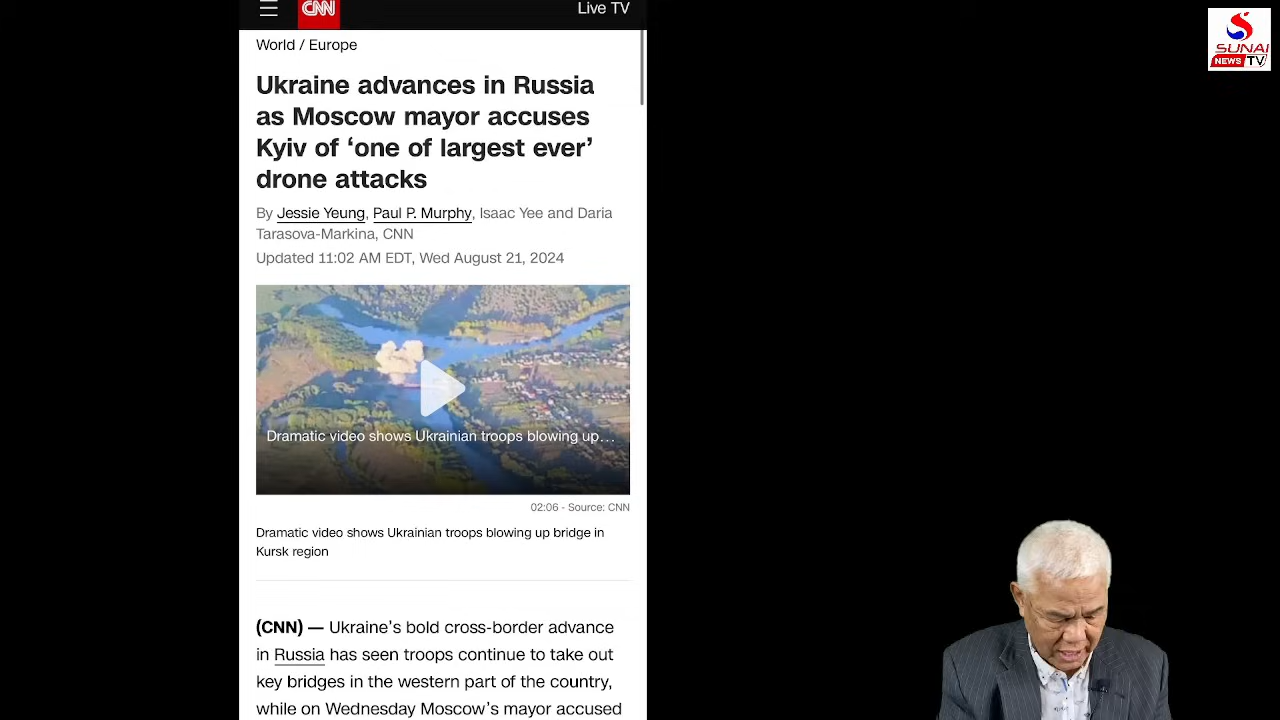 CNN
Live TV
SUNAI
NEWS TV
World / Europe
Ukraine advances in Russia
as Moscow mayor accuses
Kyiv of ‘one of largest ever’
drone attacks
By Jessie Yeung, Paul P. Murphy, Isaac Yee and Daria
Tarasova-Markina, CNN
Updated 11:02 AM EDT, Wed August 21, 2024
Dramatic video shows Ukrainian troops blowing up…
02:06 - Source: CNN
Dramatic video shows Ukrainian troops blowing up bridge in
Kursk region
(CNN) — Ukraine’s bold cross-border advance
in Russia has seen troops continue to take out
key bridges in the western part of the country,
while on Wednesday Moscow’s mayor accused